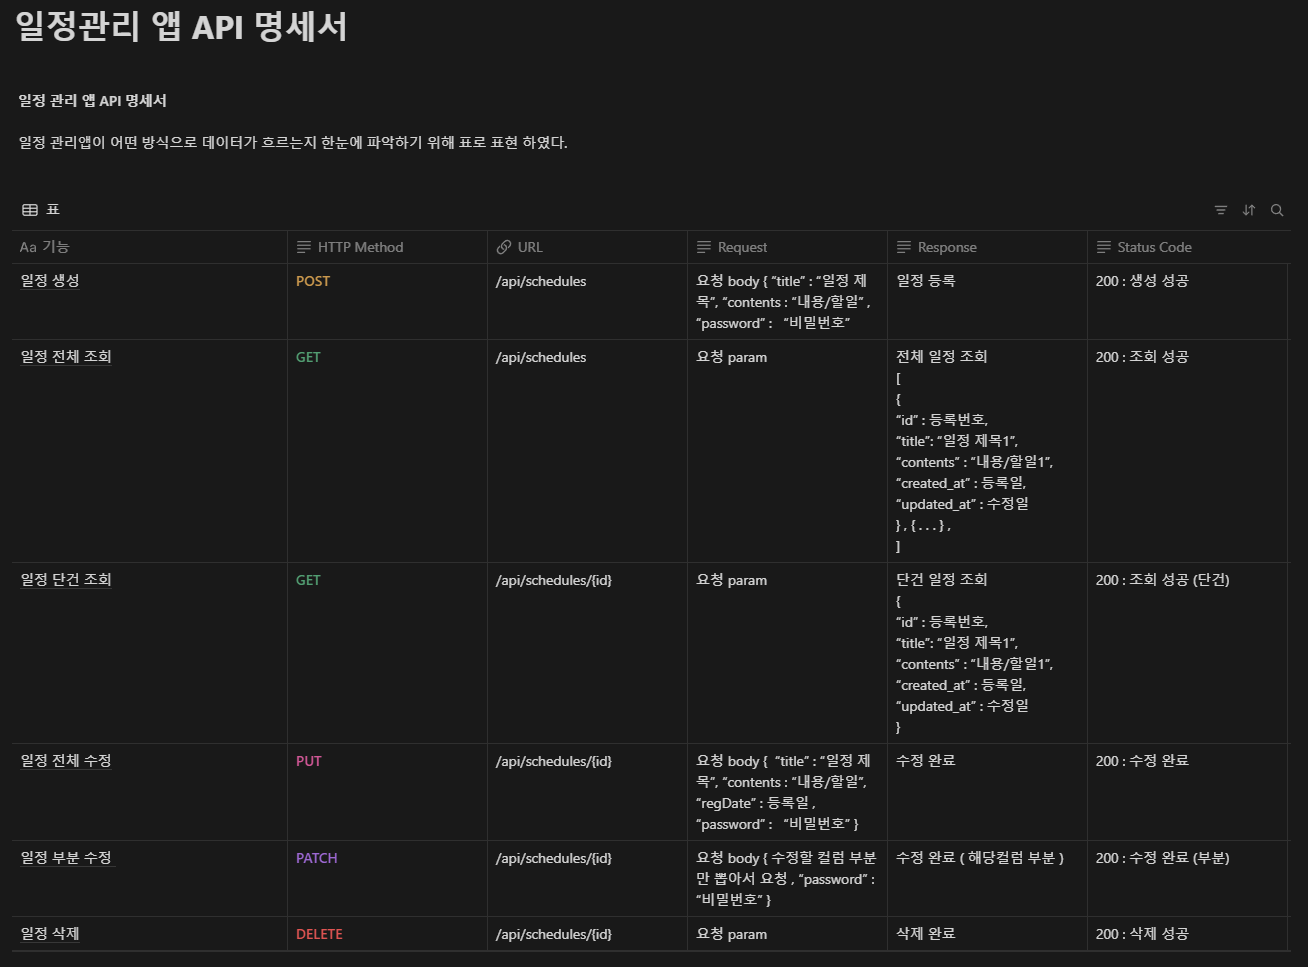 일정관리 앱 API 명세서
일정 관리 앱 API 명세서
일정 관리앱이 어떤 방식으로 데이터가 흐르는지 한눈에 파악하기 위해 표로 표현 하였다.
표
Aa 기능 HTTP Method URL Request Response Status Code
일정 생성 POST /api/schedules 요청 body { “title” : “일정 제 일정 등록 200 : 생성 성공
목”, “contents : “내용/할일” ,
“password” : “비밀번호”
일정 전체 조회 GET /api/schedules 요청 param 전체 일정 조회 200 : 조회 성공
[
{
“id” : 등록번호,
“title”: “일정 제목1”,
“contents” : “내용/할일1”,
“created_at” : 등록일,
“updated_at” : 수정일
} , { . . . } ,
]
일정 단건 조회 GET /api/schedules/{id} 요청 param 단건 일정 조회 200 : 조회 성공 (단건)
{
“id” : 등록번호,
“title”: “일정 제목1”,
“contents” : “내용/할일1”,
“created_at” : 등록일,
“updated_at” : 수정일
}
일정 전체 수정 PUT /api/schedules/{id} 요청 body { “title” : “일정 제 수정 완료 200 : 수정 완료
목”, “contents : “내용/할일”,
“regDate” : 등록일 ,
“password” : “비밀번호” }
일정 부분 수정 PATCH /api/schedules/{id} 요청 body { 수정할 컬럼 부분 수정 완료 ( 해당컬럼 부분 ) 200 : 수정 완료 (부분)
만 뽑아서 요청 , “password” :
“비밀번호” }
일정 삭제 DELETE /api/schedules/{id} 요청 param 삭제 완료 200 : 삭제 성공